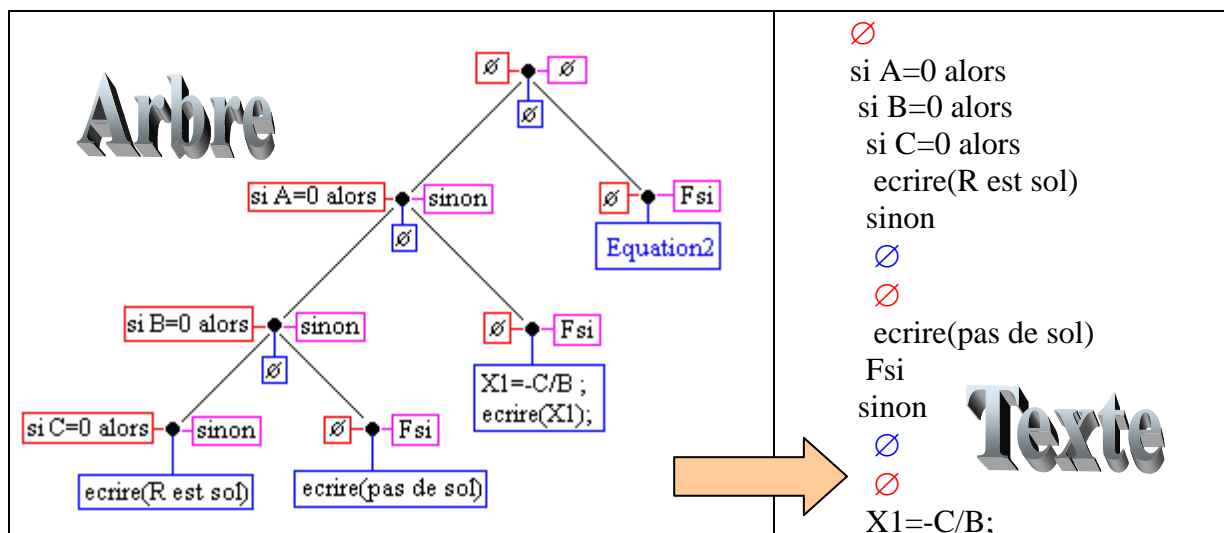 Arbre
Ø Ø
Ø
si A=0 alors sinon
Ø
Ø Fsi
Equation2
si B=0 alors sinon
Ø
Ø Fsi
X1=-C/B ;
ecrire(X1);
si C=0 alors sinon
ecrire(R est sol)
Ø Fsi
ecrire(pas de sol)
∅
si A=0 alors
si B=0 alors
si C=0 alors
ecrire(R est sol)
sinon
∅
∅
ecrire(pas de sol)
Fsi
sinon
∅
∅
X1=-C/B;
Texte